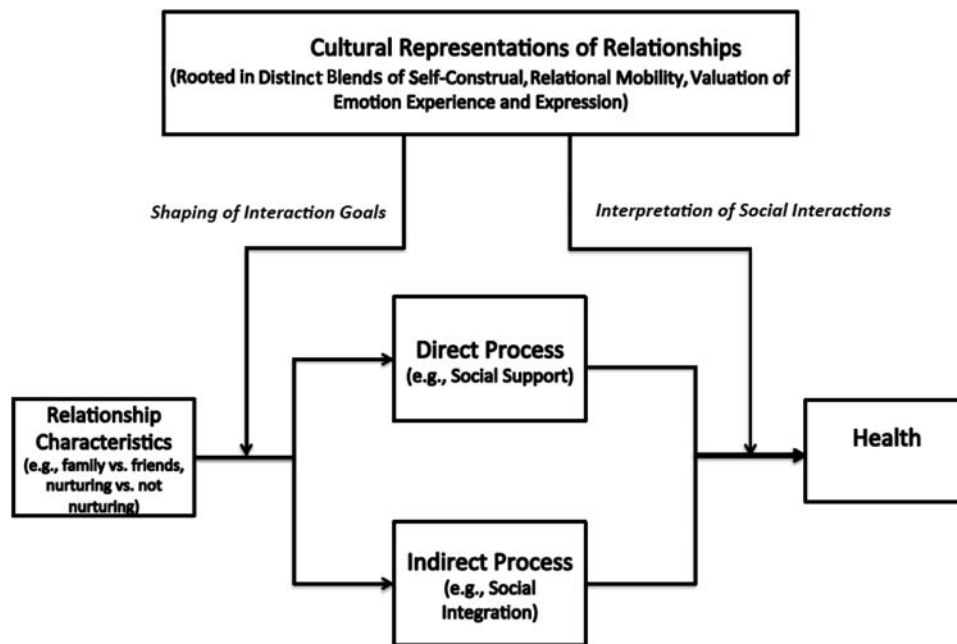 Cultural Representations of Relationships
(Rooted in Distinct Blends of Self-Construal, Relational Mobility, Valuation of
Emotion Experience and Expression)
Shaping of Interaction Goals
Interpretation of Social Interactions
Direct Process
(e.g., Social Support)
Relationship
Characteristics
(e.g., family vs. friends,
nurturing vs. not
nurturing)
Health
Indirect Process
(e.g., Social
Integration)